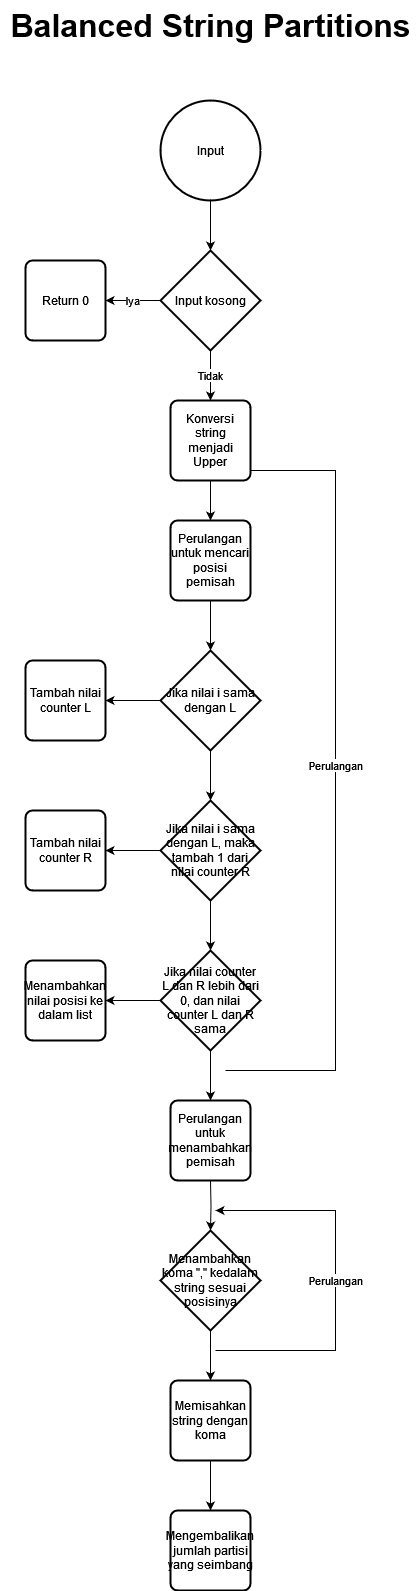 Balanced String Partitions
Input
Return 0
Iya
Input kosong
Tidak
Konversi
string
menjadi
Upper
Perulangan
untuk mencari
posisi
pemisah
Tambah nilai
counter L
Jika nilai i sama
dengan L
Perulangan
Tambah nilai
counter R
Jika nilai i sama
dengan L, maka
tambah 1 dari
nilai counter R
Menambahkan
nilai posisi ke
dalam list
Jika nilai counter
L dan R lebih dari
0, dan nilai
counter L dan R
sama
Perulangan
untuk
menambahkan
pemisah
Menambahkan
koma "," kedalam
string sesuai
posisinya
Perulangan
Memisahkan
string dengan
koma
Mengembalikan
jumlah partisi
yang seimbang